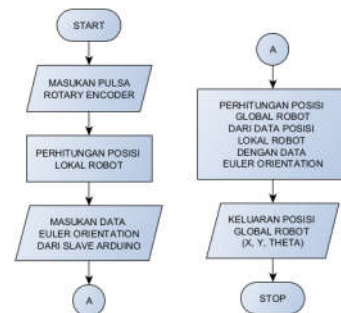 START
MASUKAN PULSA
ROTARY ENCODER
PERHITUNGAN POSISI
LOKAL ROBOT
MASUKAN DATA
EULER ORIENTATION
DARI SLAVE ARDUINO
A
A
PERHITUNGAN POSISI
GLOBAL ROBOT
DARI DATA POSISI
LOKAL ROBOT
DENGAN DATA
EULER ORIENTATION
KELUARAN POSISI
GLOBAL ROBOT
(X, Y, THETA)
STOP